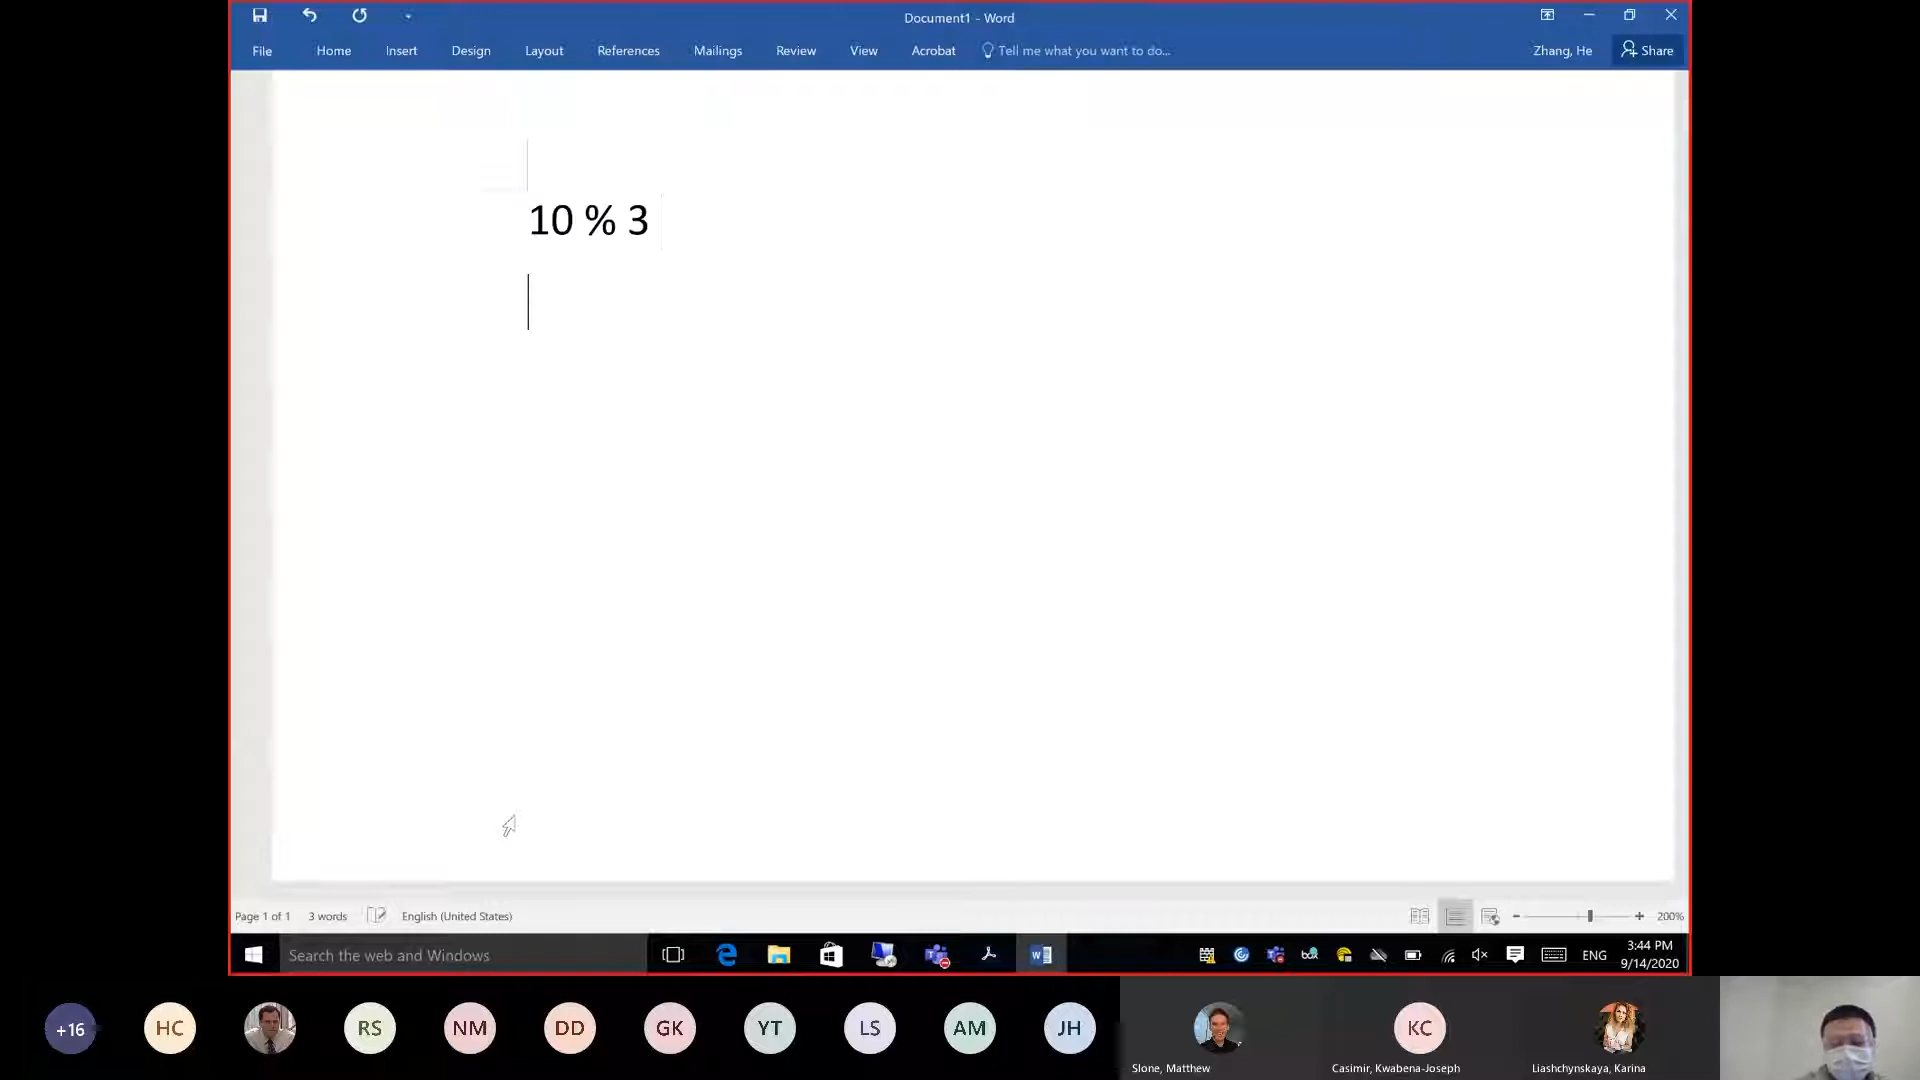 Document1 - Word
File Home Insert Design Layout References Mailings Review View Acrobat Tell me what you want to do... Zhang, He Share
10 % 3
Page 1 of 1 3 words English (United States) 200%
Search the web and Windows ENG 3:44 PM
9/14/2020
+16 HC RS NM DD GK YT LS AM JH KC
Slone, Matthew Casimir, Kwabena-Joseph Liashchynskaya, Karina